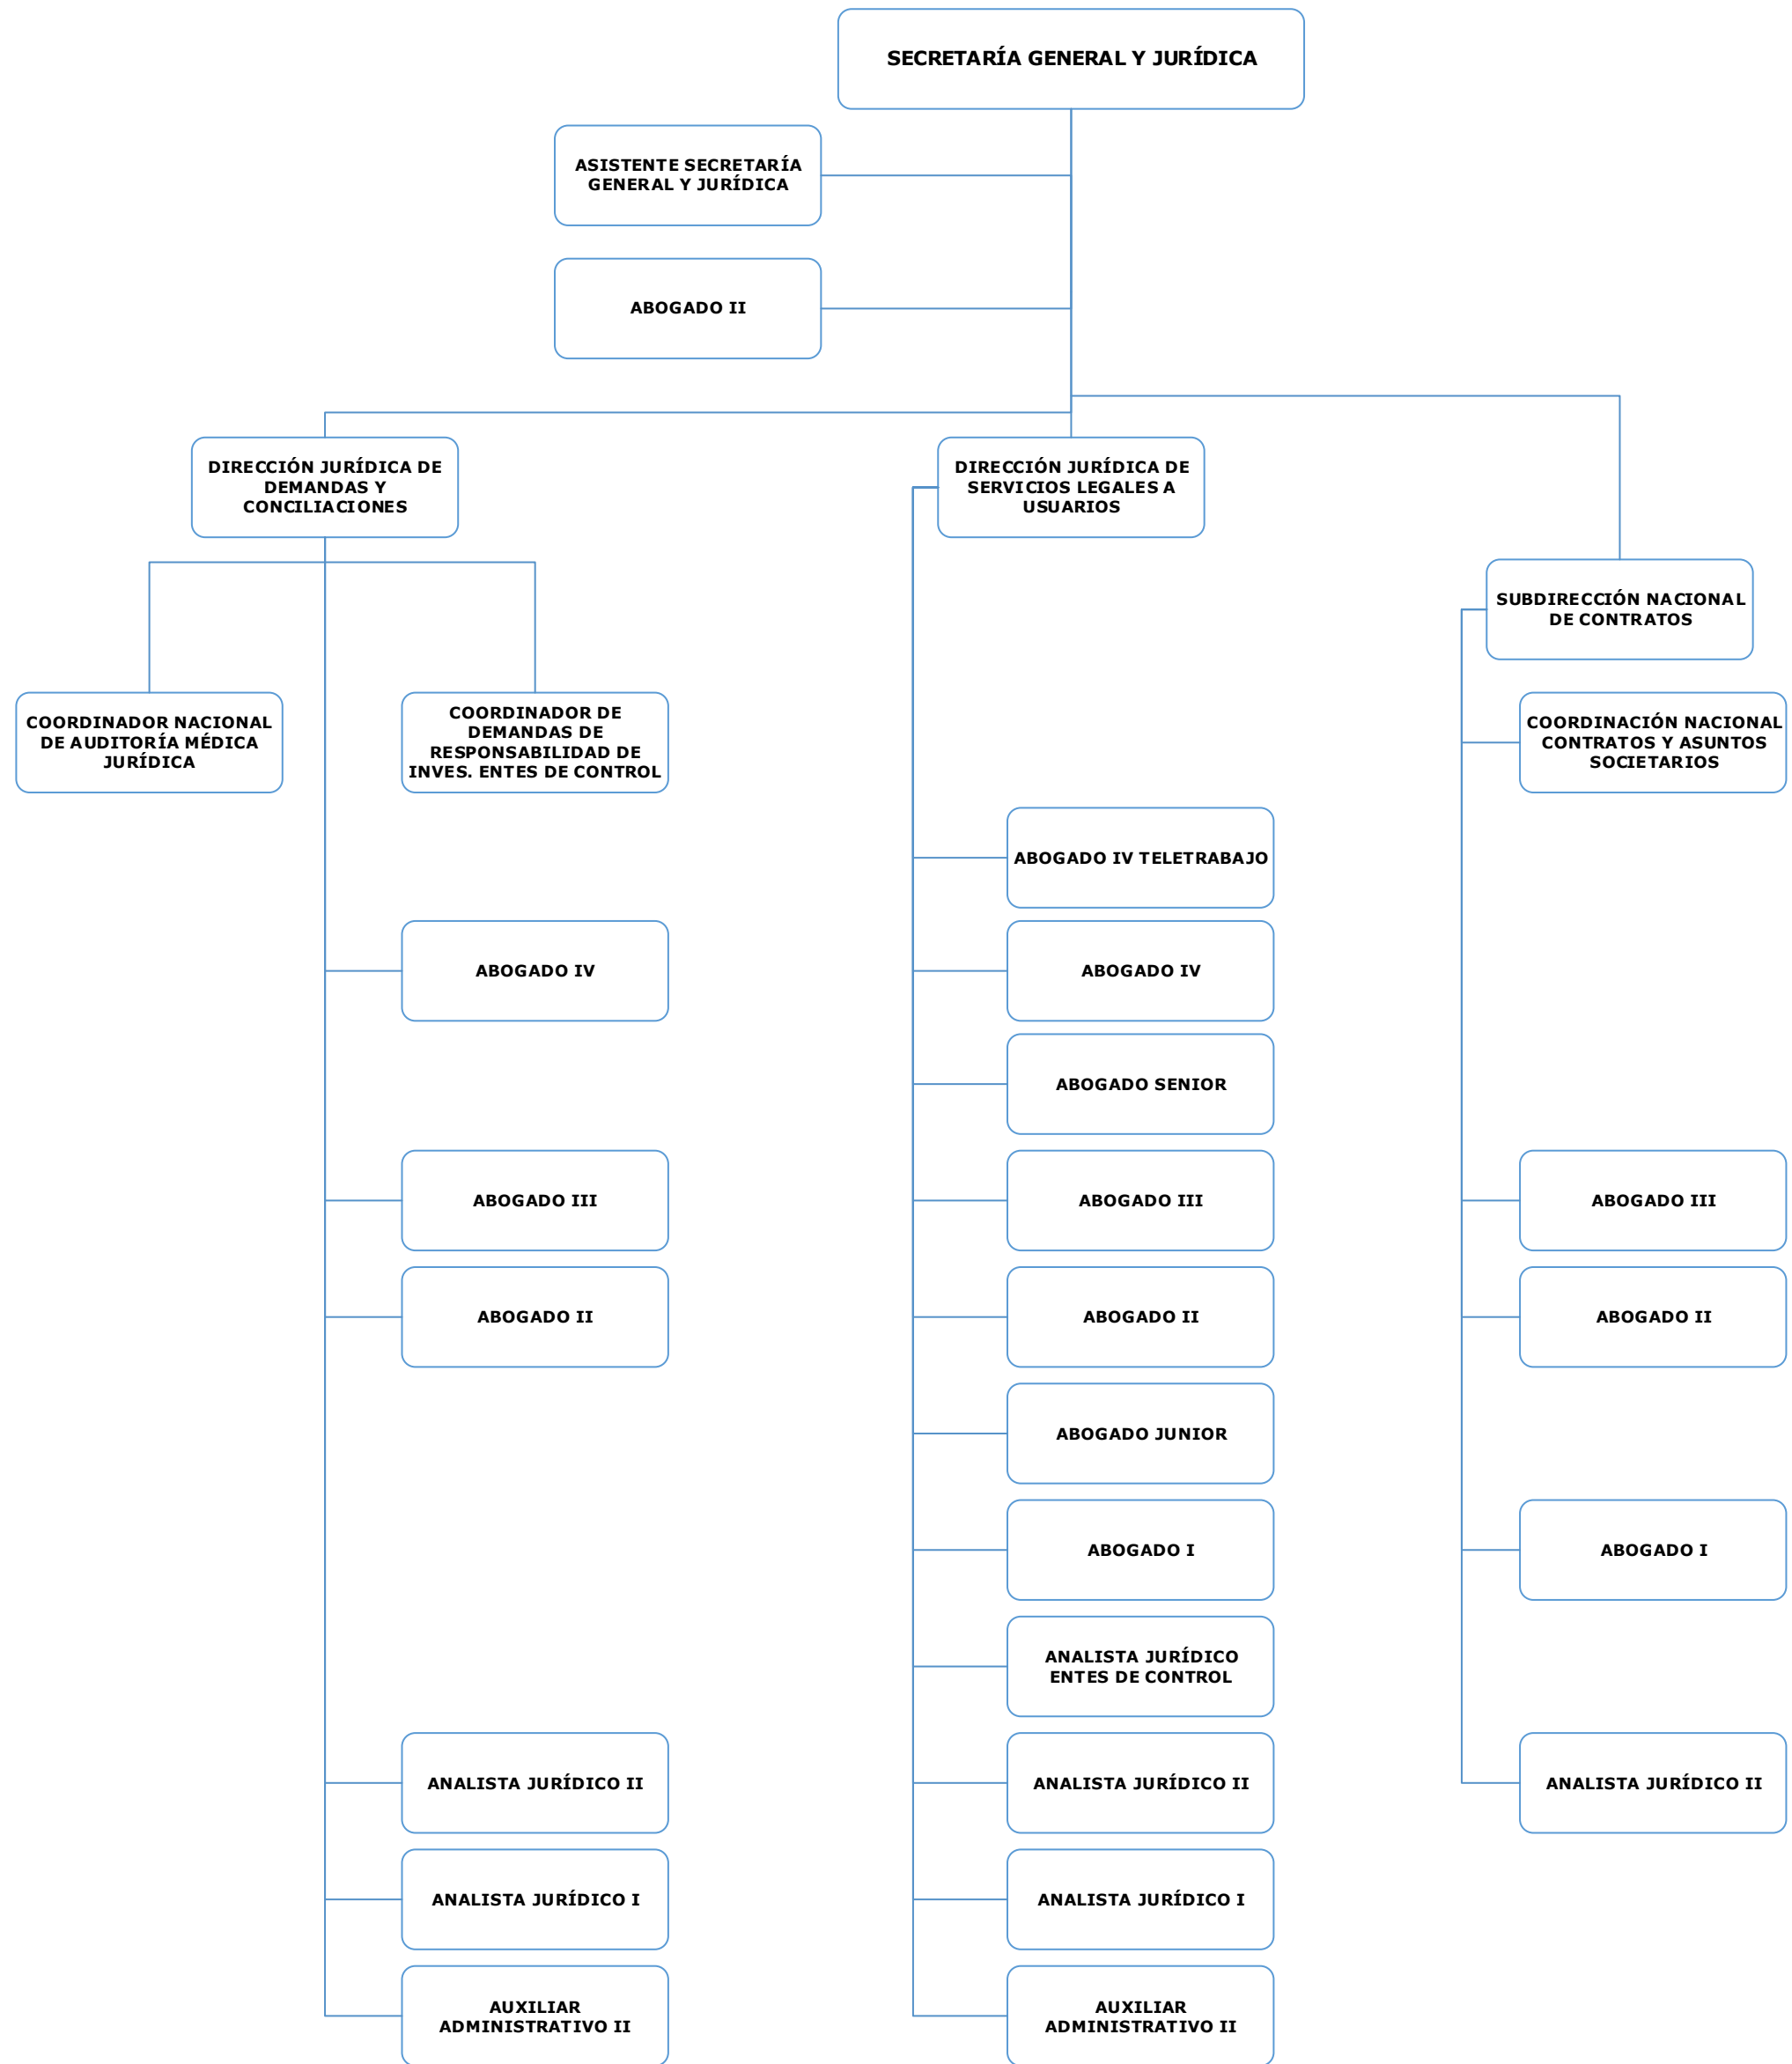 SECRETARÍA GENERAL Y JURÍDICA
ASISTENTE SECRETARÍA
GENERAL Y JURÍDICA
ABOGADO II
DIRECCIÓN JURÍDICA DE
DEMANDAS Y
CONCILIACIONES
DIRECCIÓN JURÍDICA DE
SERVICIOS LEGALES A
USUARIOS
SUBDIRECCIÓN NACIONAL
DE CONTRATOS
COORDINADOR NACIONAL
DE AUDITORÍA MÉDICA
JURÍDICA
COORDINADOR DE
DEMANDAS DE
RESPONSABILIDAD DE
INVES. ENTES DE CONTROL
COORDINACIÓN NACIONAL
CONTRATOS Y ASUNTOS
SOCIETARIOS
ABOGADO IV TELETRABAJO
ABOGADO IV
ABOGADO IV
ABOGADO SENIOR
ABOGADO III
ABOGADO III
ABOGADO III
ABOGADO II
ABOGADO II
ABOGADO II
ABOGADO JUNIOR
ABOGADO I
ABOGADO I
ANALISTA JURÍDICO
ENTES DE CONTROL
ANALISTA JURÍDICO II
ANALISTA JURÍDICO II
ANALISTA JURÍDICO II
ANALISTA JURÍDICO I
ANALISTA JURÍDICO I
AUXILIAR
ADMINISTRATIVO II
AUXILIAR
ADMINISTRATIVO II